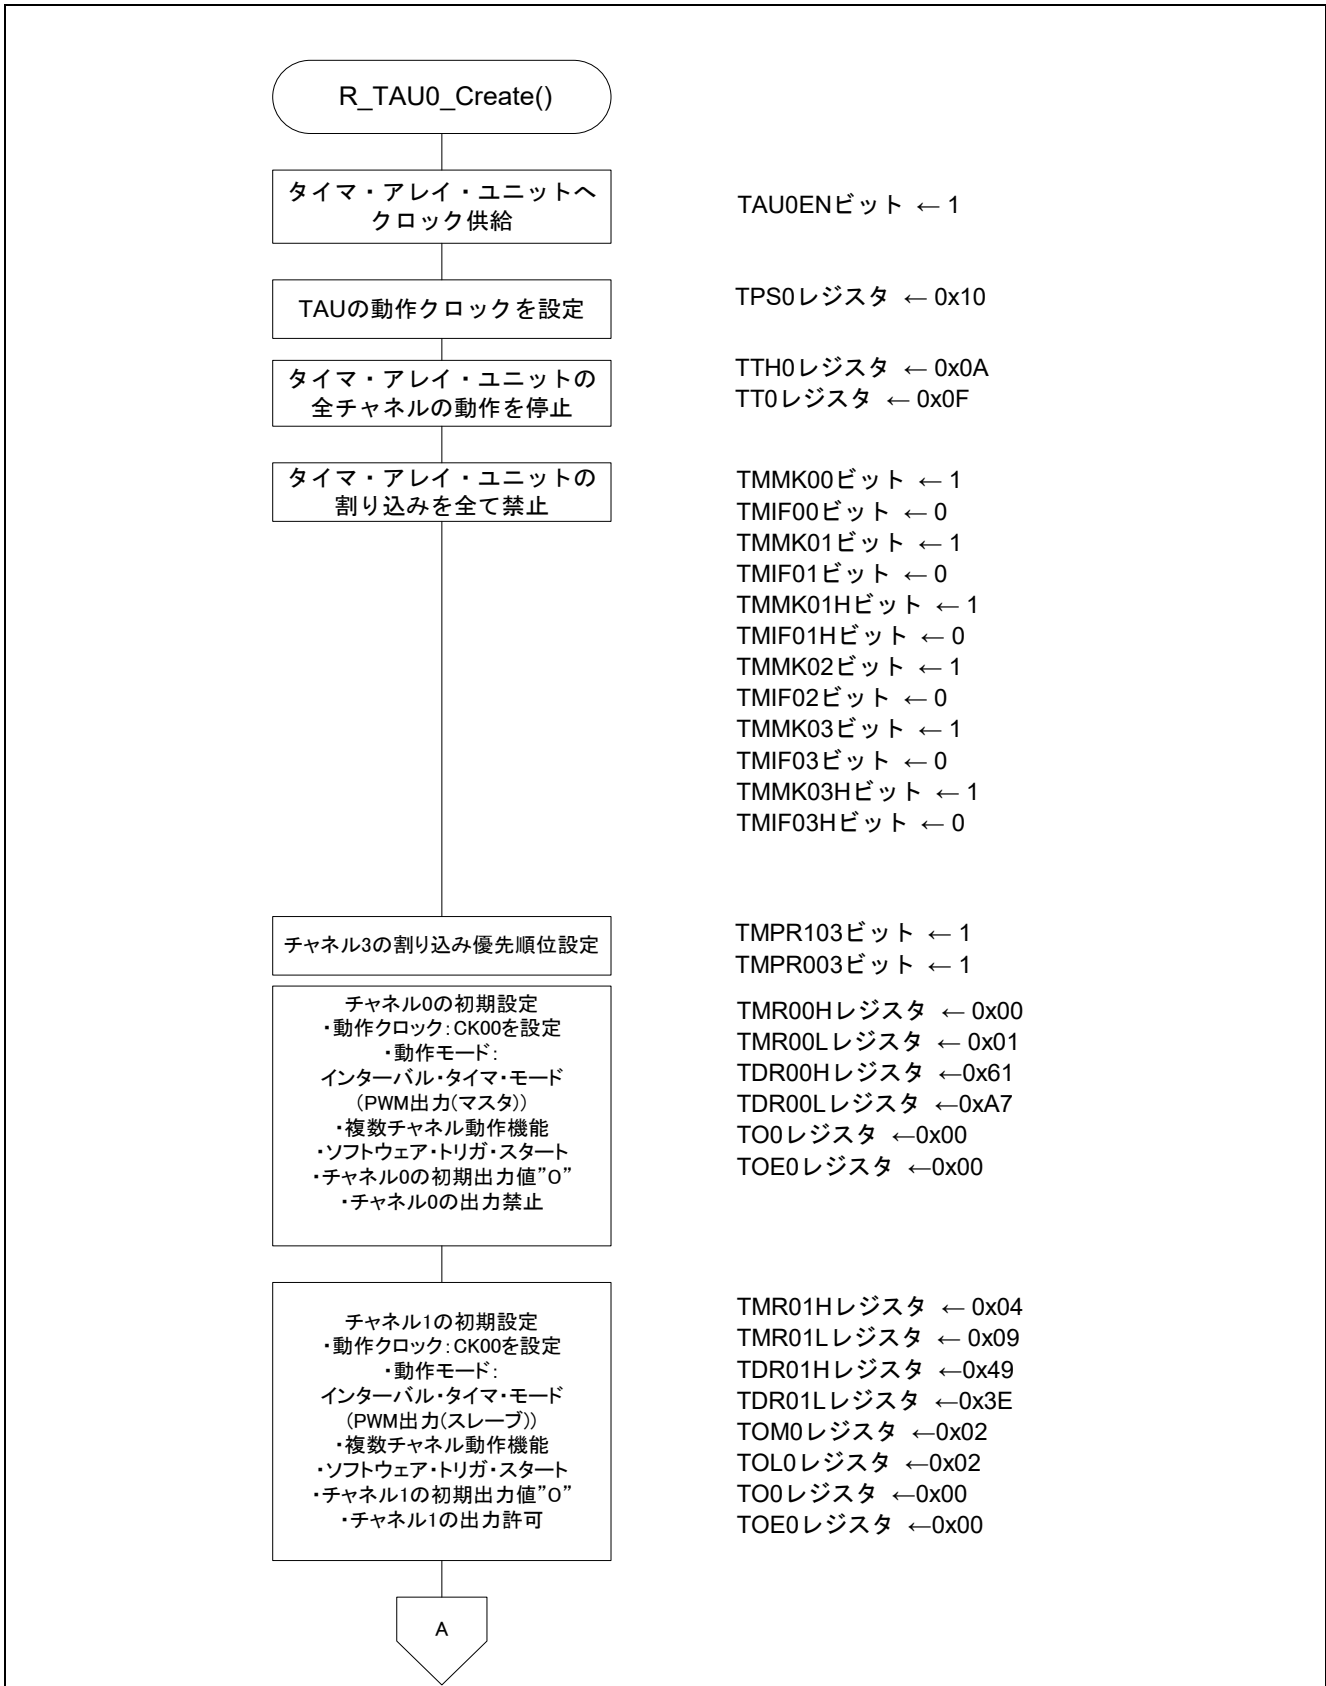 R_TAU0_Create()
タイマ・アレイ・ユニットへ
クロック供給
TAU0ENビット ← 1
TAUの動作クロックを設定
TPS0レジスタ ← 0x10
タイマ・アレイ・ユニットの
全チャネルの動作を停止
TTH0レジスタ ← 0x0A
TT0レジスタ ← 0x0F
タイマ・アレイ・ユニットの
割り込みを全て禁止
TMMK00ビット ← 1
TMIF00ビット ← 0
TMMK01ビット ← 1
TMIF01ビット ← 0
TMMK01Hビット ← 1
TMIF01Hビット ← 0
TMMK02ビット ← 1
TMIF02ビット ← 0
TMMK03ビット ← 1
TMIF03ビット ← 0
TMMK03Hビット ← 1
TMIF03Hビット ← 0
チャネル3の割り込み優先順位設定
TMPR103ビット ← 1
TMPR003ビット ← 1
チャネル0の初期設定
・動作クロック：CK00を設定
・動作モード：
インターバル・タイマ・モード
（PWM出力(マスタ)）
・複数チャネル動作機能
・ソフトウェア・トリガ・スタート
・チャネル0の初期出力値”0”
・チャネル0の出力禁止
TMR00Hレジスタ ← 0x00
TMR00Lレジスタ ← 0x01
TDR00Hレジスタ ←0x61
TDR00Lレジスタ ←0xA7
TO0レジスタ ←0x00
TOE0レジスタ ←0x00
チャネル1の初期設定
・動作クロック：CK00を設定
・動作モード：
インターバル・タイマ・モード
（PWM出力(スレーブ)）
・複数チャネル動作機能
・ソフトウェア・トリガ・スタート
・チャネル1の初期出力値”0”
・チャネル1の出力許可
TMR01Hレジスタ ← 0x04
TMR01Lレジスタ ← 0x09
TDR01Hレジスタ ←0x49
TDR01Lレジスタ ←0x3E
TOM0レジスタ ←0x02
TOL0レジスタ ←0x02
TO0レジスタ ←0x00
TOE0レジスタ ←0x00
A